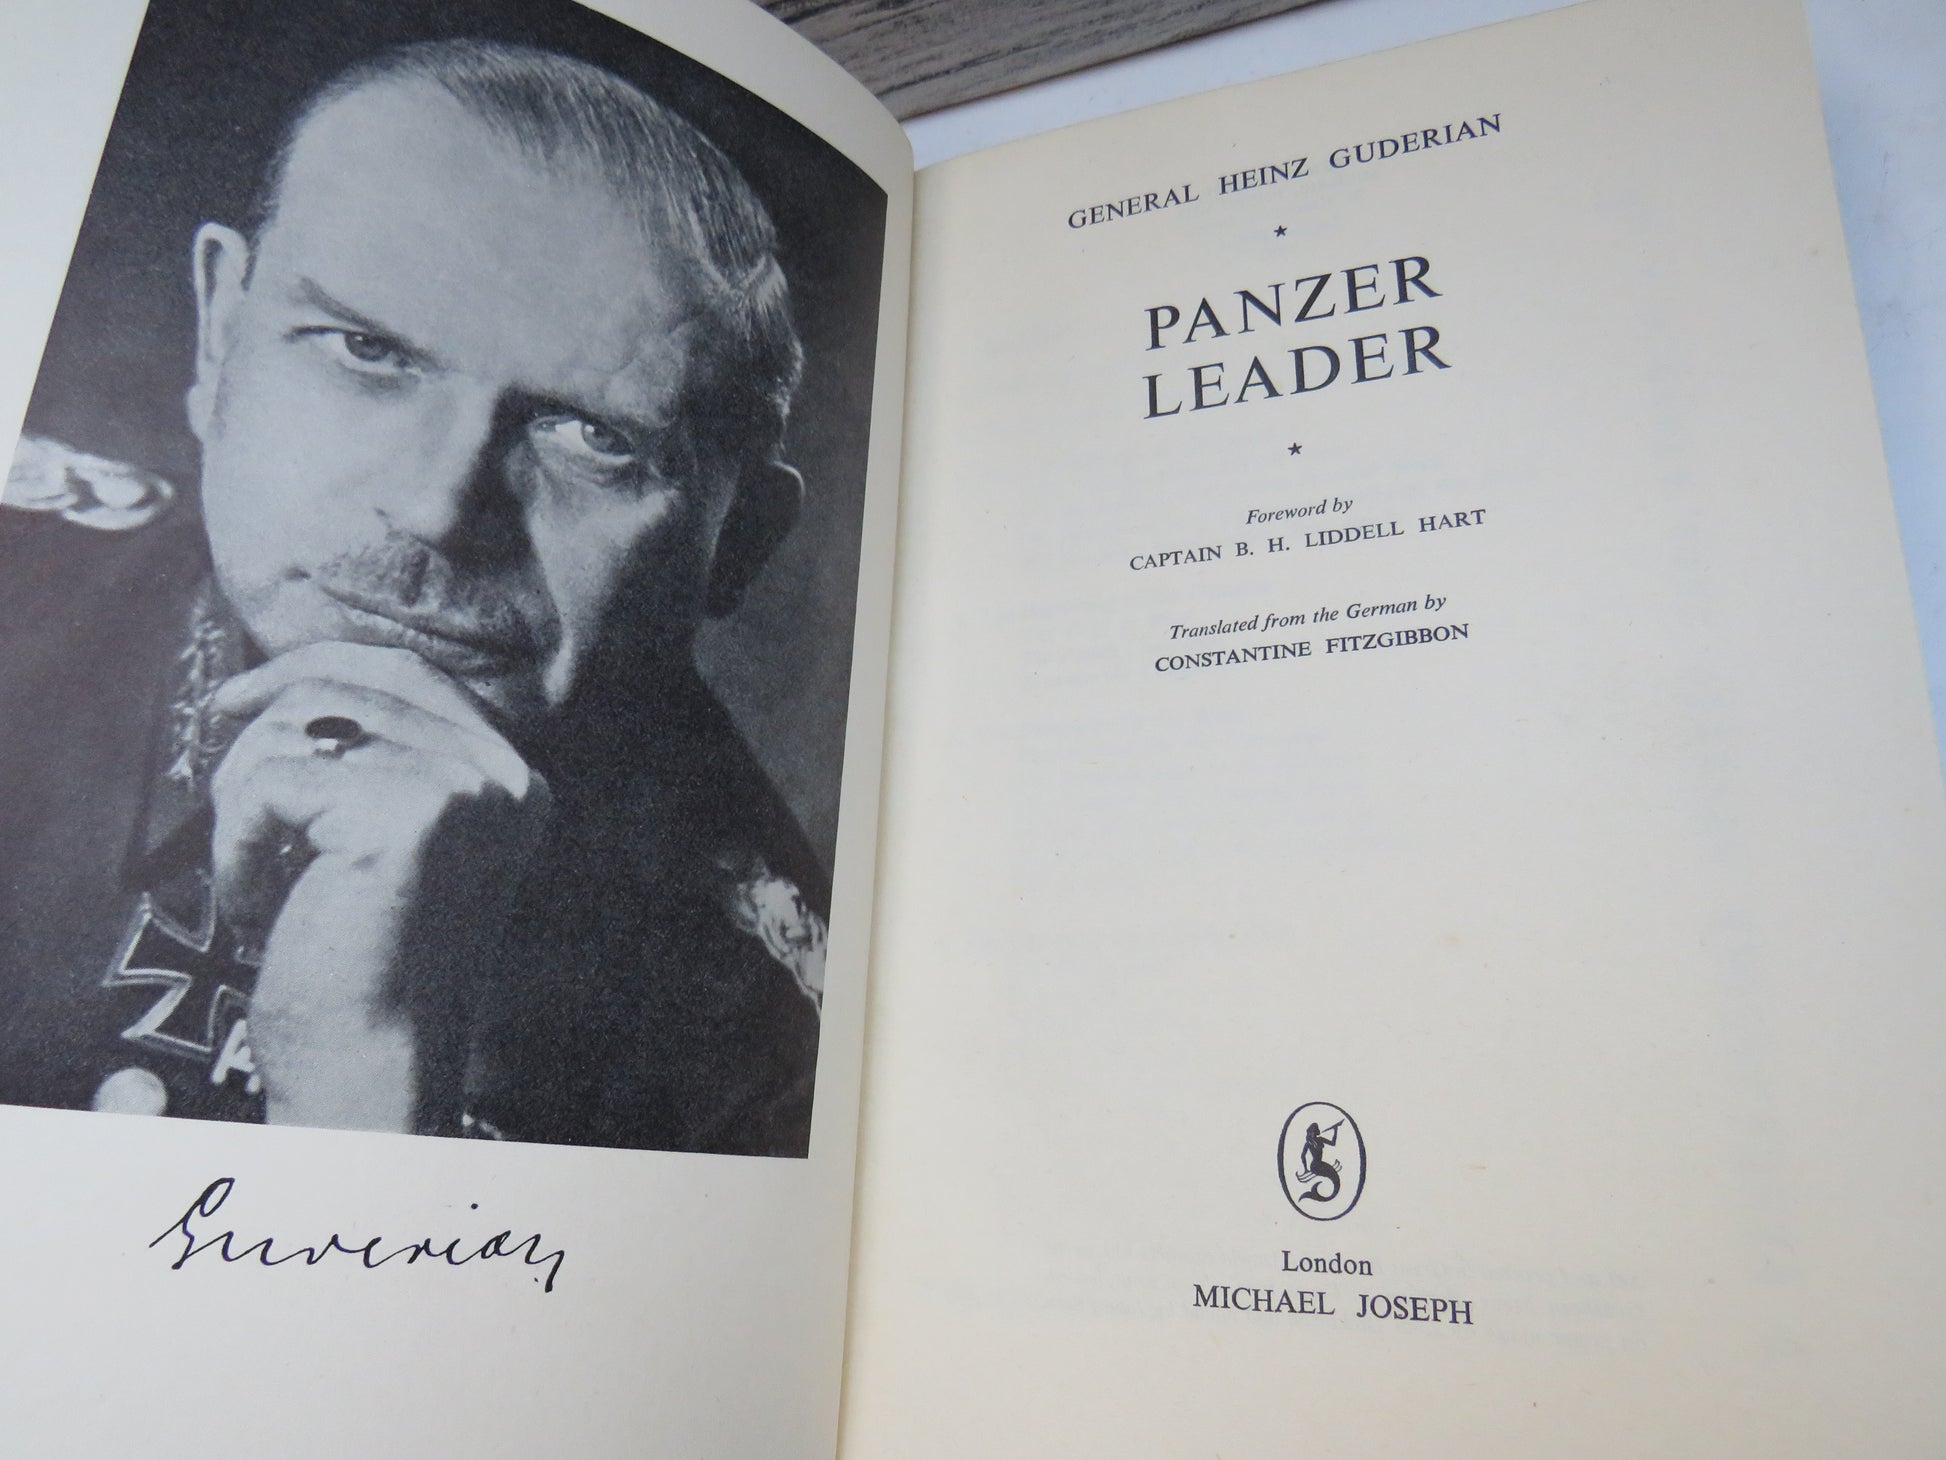 Guderian
GENERAL HEINZ GUDERIAN
PANZER
LEADER
Foreword by
CAPTAIN B. H. LIDDELL HART
Translated from the German by
CONSTANTINE FITZGIBBON
London
MICHAEL JOSEPH